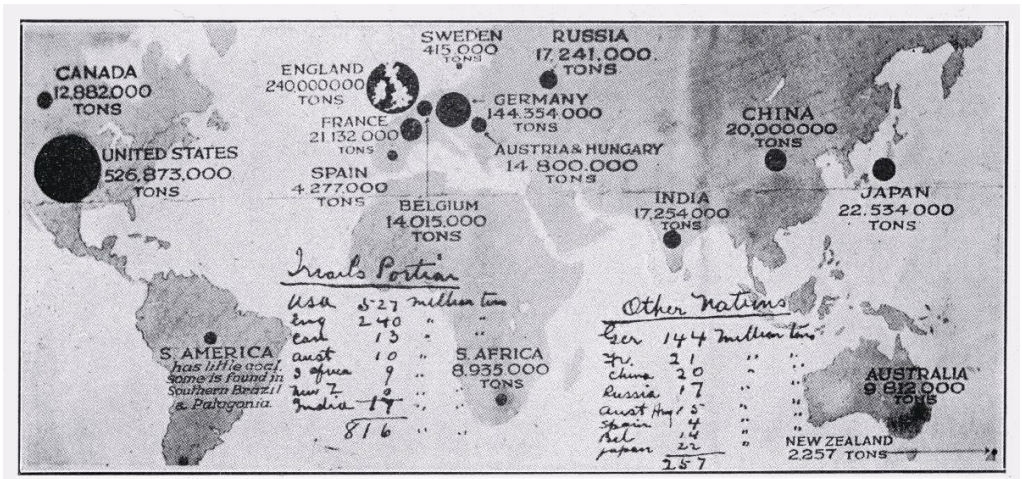 SWEDEN
415.000
TONS
RUSSIA
17,241,000
TONS
CANADA
12,882,000
TONS
ENGLAND
240000000
TONS
GERMANY
144.354 000
TONS
FRANCE
21,132 000
TONS
CHINA
20,000000
TONS
UNITED STATES
526,873,000
TONS
AUSTRIA & HUNGARY
14.800.000
TONS
SPAIN
4,277,000
TONS
BELGIUM
14.015.000
TONS
INDIA
17,254 000
TONS
JAPAN
22.534 000
TONS
Israils Portion
USA 527 million tons
Eng 240 " "
Can 13 " "
Aust 10 " "
S africa 9 " "
New Z 0 " "
India 17 " "
816 " "
Other Nations
Ger 144 million tons
Fr. 21 " "
China 20 " "
Russia 17 " "
Aust Hug 15 " "
Spain 4 " "
Bel 14 " "
Japan 22 " "
257
S. AMERICA
has little coal,
some is found in
Southern Brazil
& Patagonia.
S. AFRICA
8,935 000
TONS
AUSTRALIA
9 812 000
TONS
NEW ZEALAND
2,257 TONS